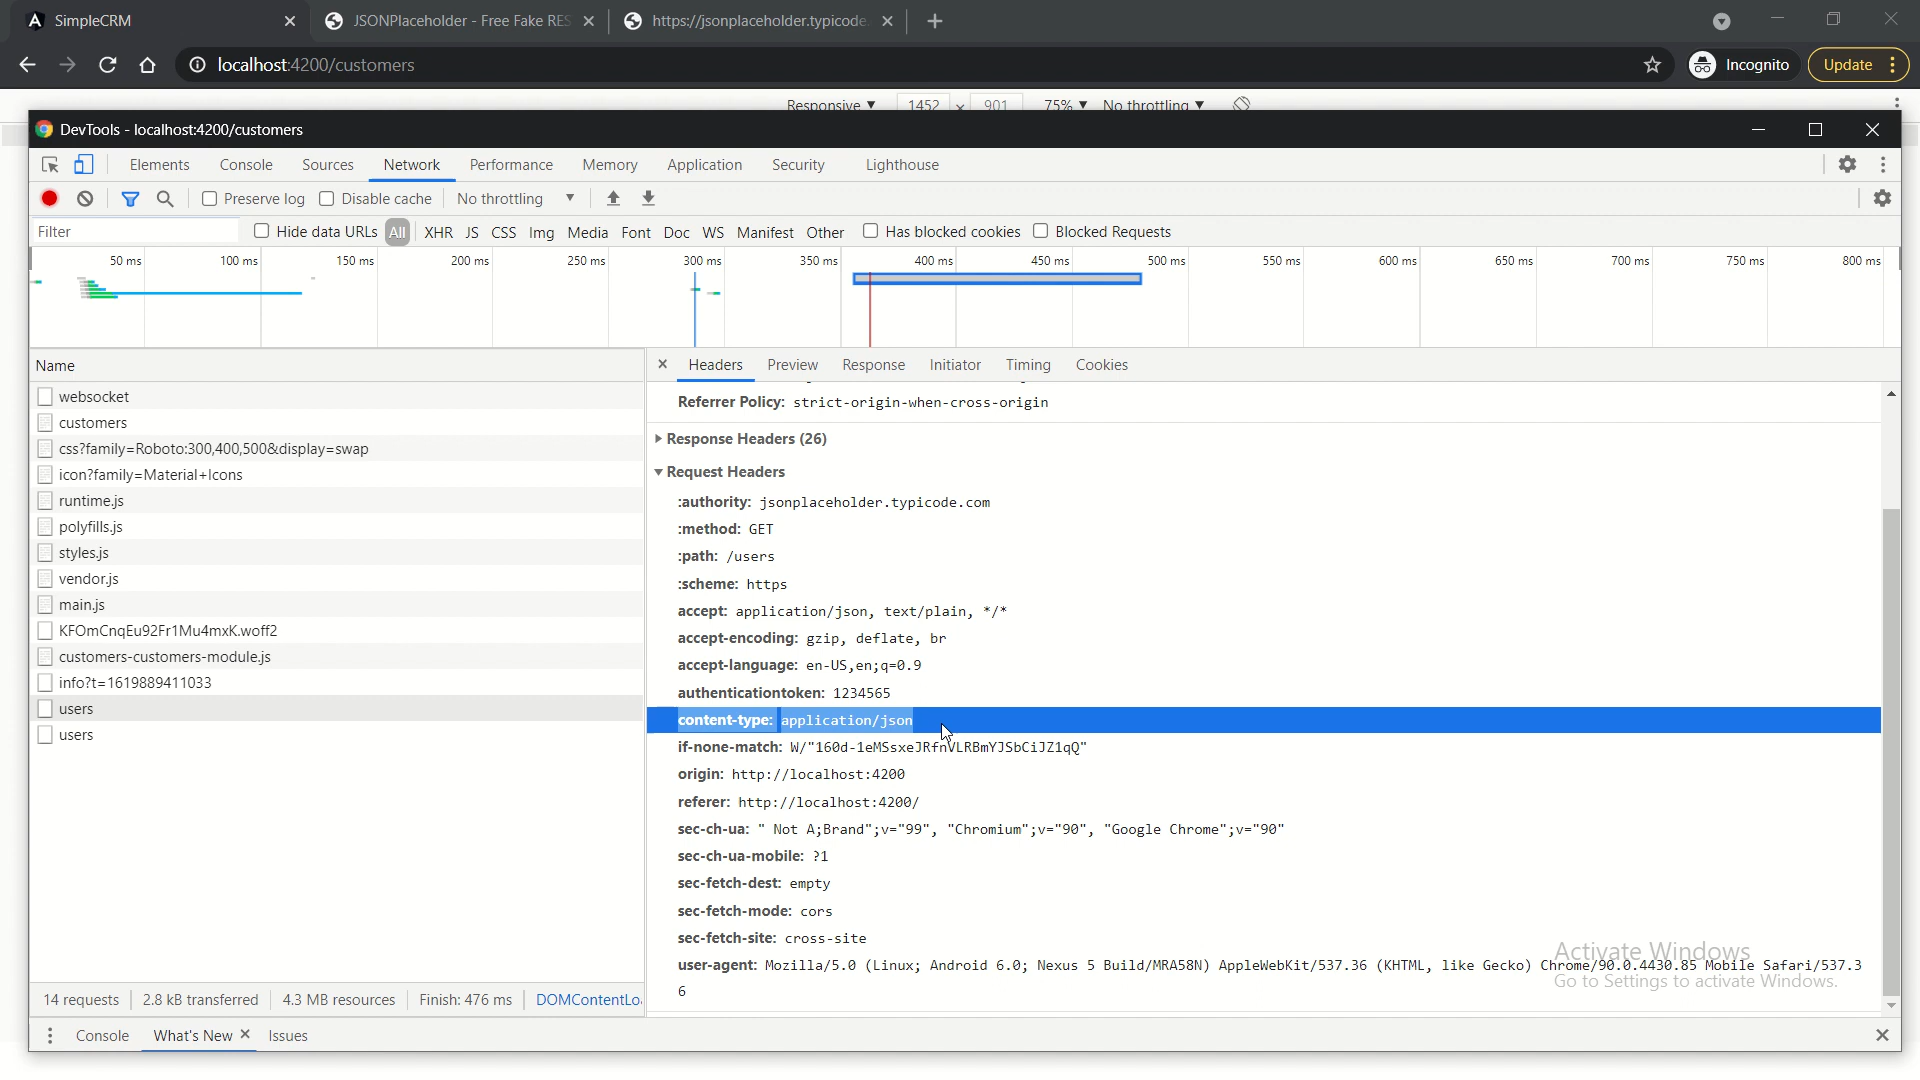 SimpleCRM
JSONPlaceholder - Free Fake RES
https://jsonplaceholder.typicode.
localhost:4200/customers
Incognito
Update
Responsive
1452
901
75%
No throttling
DevTools - localhost:4200/customers
Elements
Console
Sources
Network
Performance
Memory
Application
Security
Lighthouse
Preserve log
Disable cache
No throttling
Filter
Hide data URLs
All
XHR
JS
CSS
Img
Media
Font
Doc
WS
Manifest
Other
Has blocked cookies
Blocked Requests
50 ms
100 ms
150 ms
200 ms
250 ms
300 ms
350 ms
400 ms
450 ms
500 ms
550 ms
600 ms
650 ms
700 ms
750 ms
800 ms
Name
websocket
customers
css?family=Roboto:300,400,500&display=swap
icon?family=Material+Icons
runtime.js
polyfills.js
styles.js
vendor.js
main.js
KFOmCnqEu92Fr1Mu4mxK.woff2
customers-customers-module.js
info?t=1619889411033
users
users
14 requests
2.8 kB transferred
4.3 MB resources
Finish: 476 ms
DOMContentLo
Headers
Preview
Response
Initiator
Timing
Cookies
Referrer Policy: strict-origin-when-cross-origin
Response Headers (26)
Request Headers
:authority: jsonplaceholder.typicode.com
:method: GET
:path: /users
:scheme: https
accept: application/json, text/plain, */*
accept-encoding: gzip, deflate, br
accept-language: en-US,en;q=0.9
authenticationtoken: 1234565
content-type: application/json
if-none-match: W/"160d-1eMSsxeJRfnVLRBmYJSbCiJZ1qQ"
origin: http://localhost:4200
referer: http://localhost:4200/
sec-ch-ua: " Not A;Brand";v="99", "Chromium";v="90", "Google Chrome";v="90"
sec-ch-ua-mobile: ?1
sec-fetch-dest: empty
sec-fetch-mode: cors
sec-fetch-site: cross-site
user-agent: Mozilla/5.0 (Linux; Android 6.0; Nexus 5 Build/MRA58N) AppleWebKit/537.36 (KHTML, like Gecko) Chrome/90.0.4430.85 Mobile Safari/537.3
6
Activate Windows
Go to Settings to activate Windows.
Console
What's New
Issues